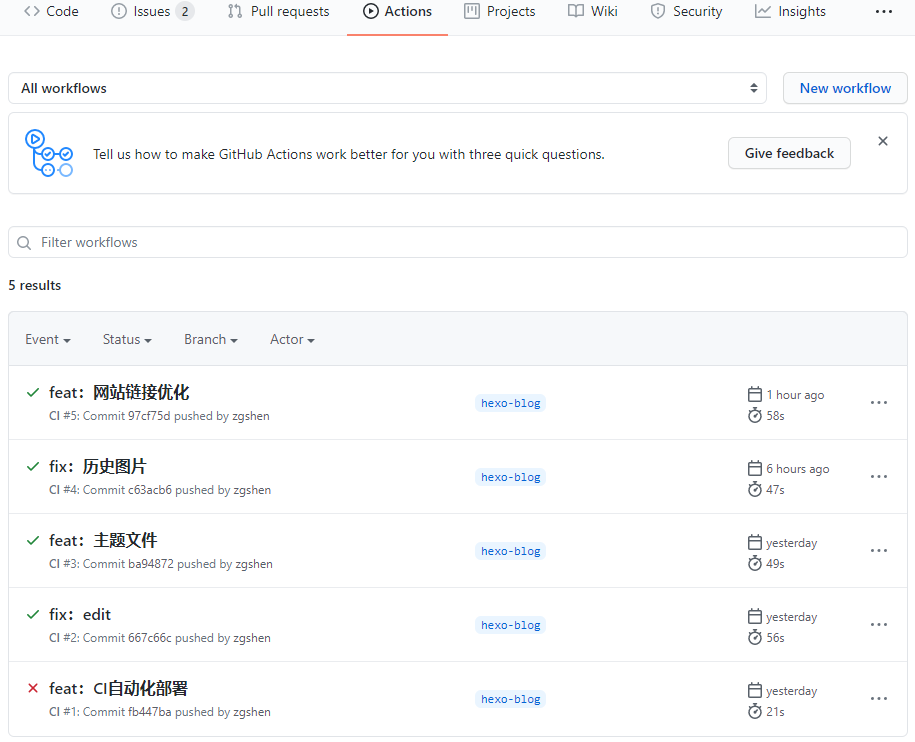 Code Issues 2 Pull requests Actions Projects Wiki Security Insights
All workflows New workflow
Tell us how to make GitHub Actions work better for you with three quick questions. Give feedback
Filter workflows
5 results
Event Status Branch Actor
feat：网站链接优化
CI #5: Commit 97cf75d pushed by zgshen
hexo-blog
1 hour ago
58s
fix：历史图片
CI #4: Commit c63acb6 pushed by zgshen
hexo-blog
6 hours ago
47s
feat：主题文件
CI #3: Commit ba94872 pushed by zgshen
hexo-blog
yesterday
49s
fix：edit
CI #2: Commit 667c66c pushed by zgshen
hexo-blog
yesterday
56s
feat：CI自动化部署
CI #1: Commit fb447ba pushed by zgshen
hexo-blog
yesterday
21s